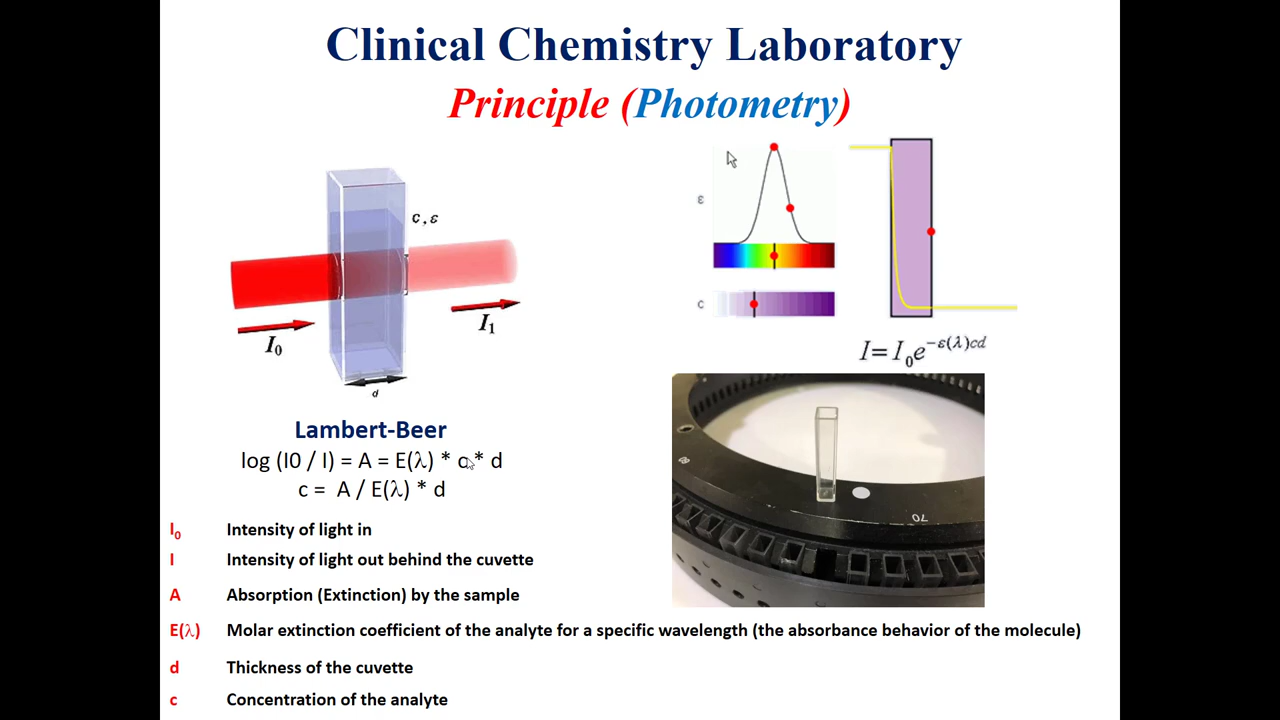 Clinical Chemistry Laboratory
Principle (Photometry)
c, ε
I₀
I₁
d
ε
c
I=I₀e^{-ε(λ)cd}
70
Lambert-Beer
log (I0 / I) = A = E(λ) * c * d
c = A / E(λ) * d
I₀ Intensity of light in
I Intensity of light out behind the cuvette
A Absorption (Extinction) by the sample
E(λ) Molar extinction coefficient of the analyte for a specific wavelength (the absorbance behavior of the molecule)
d Thickness of the cuvette
c Concentration of the analyte